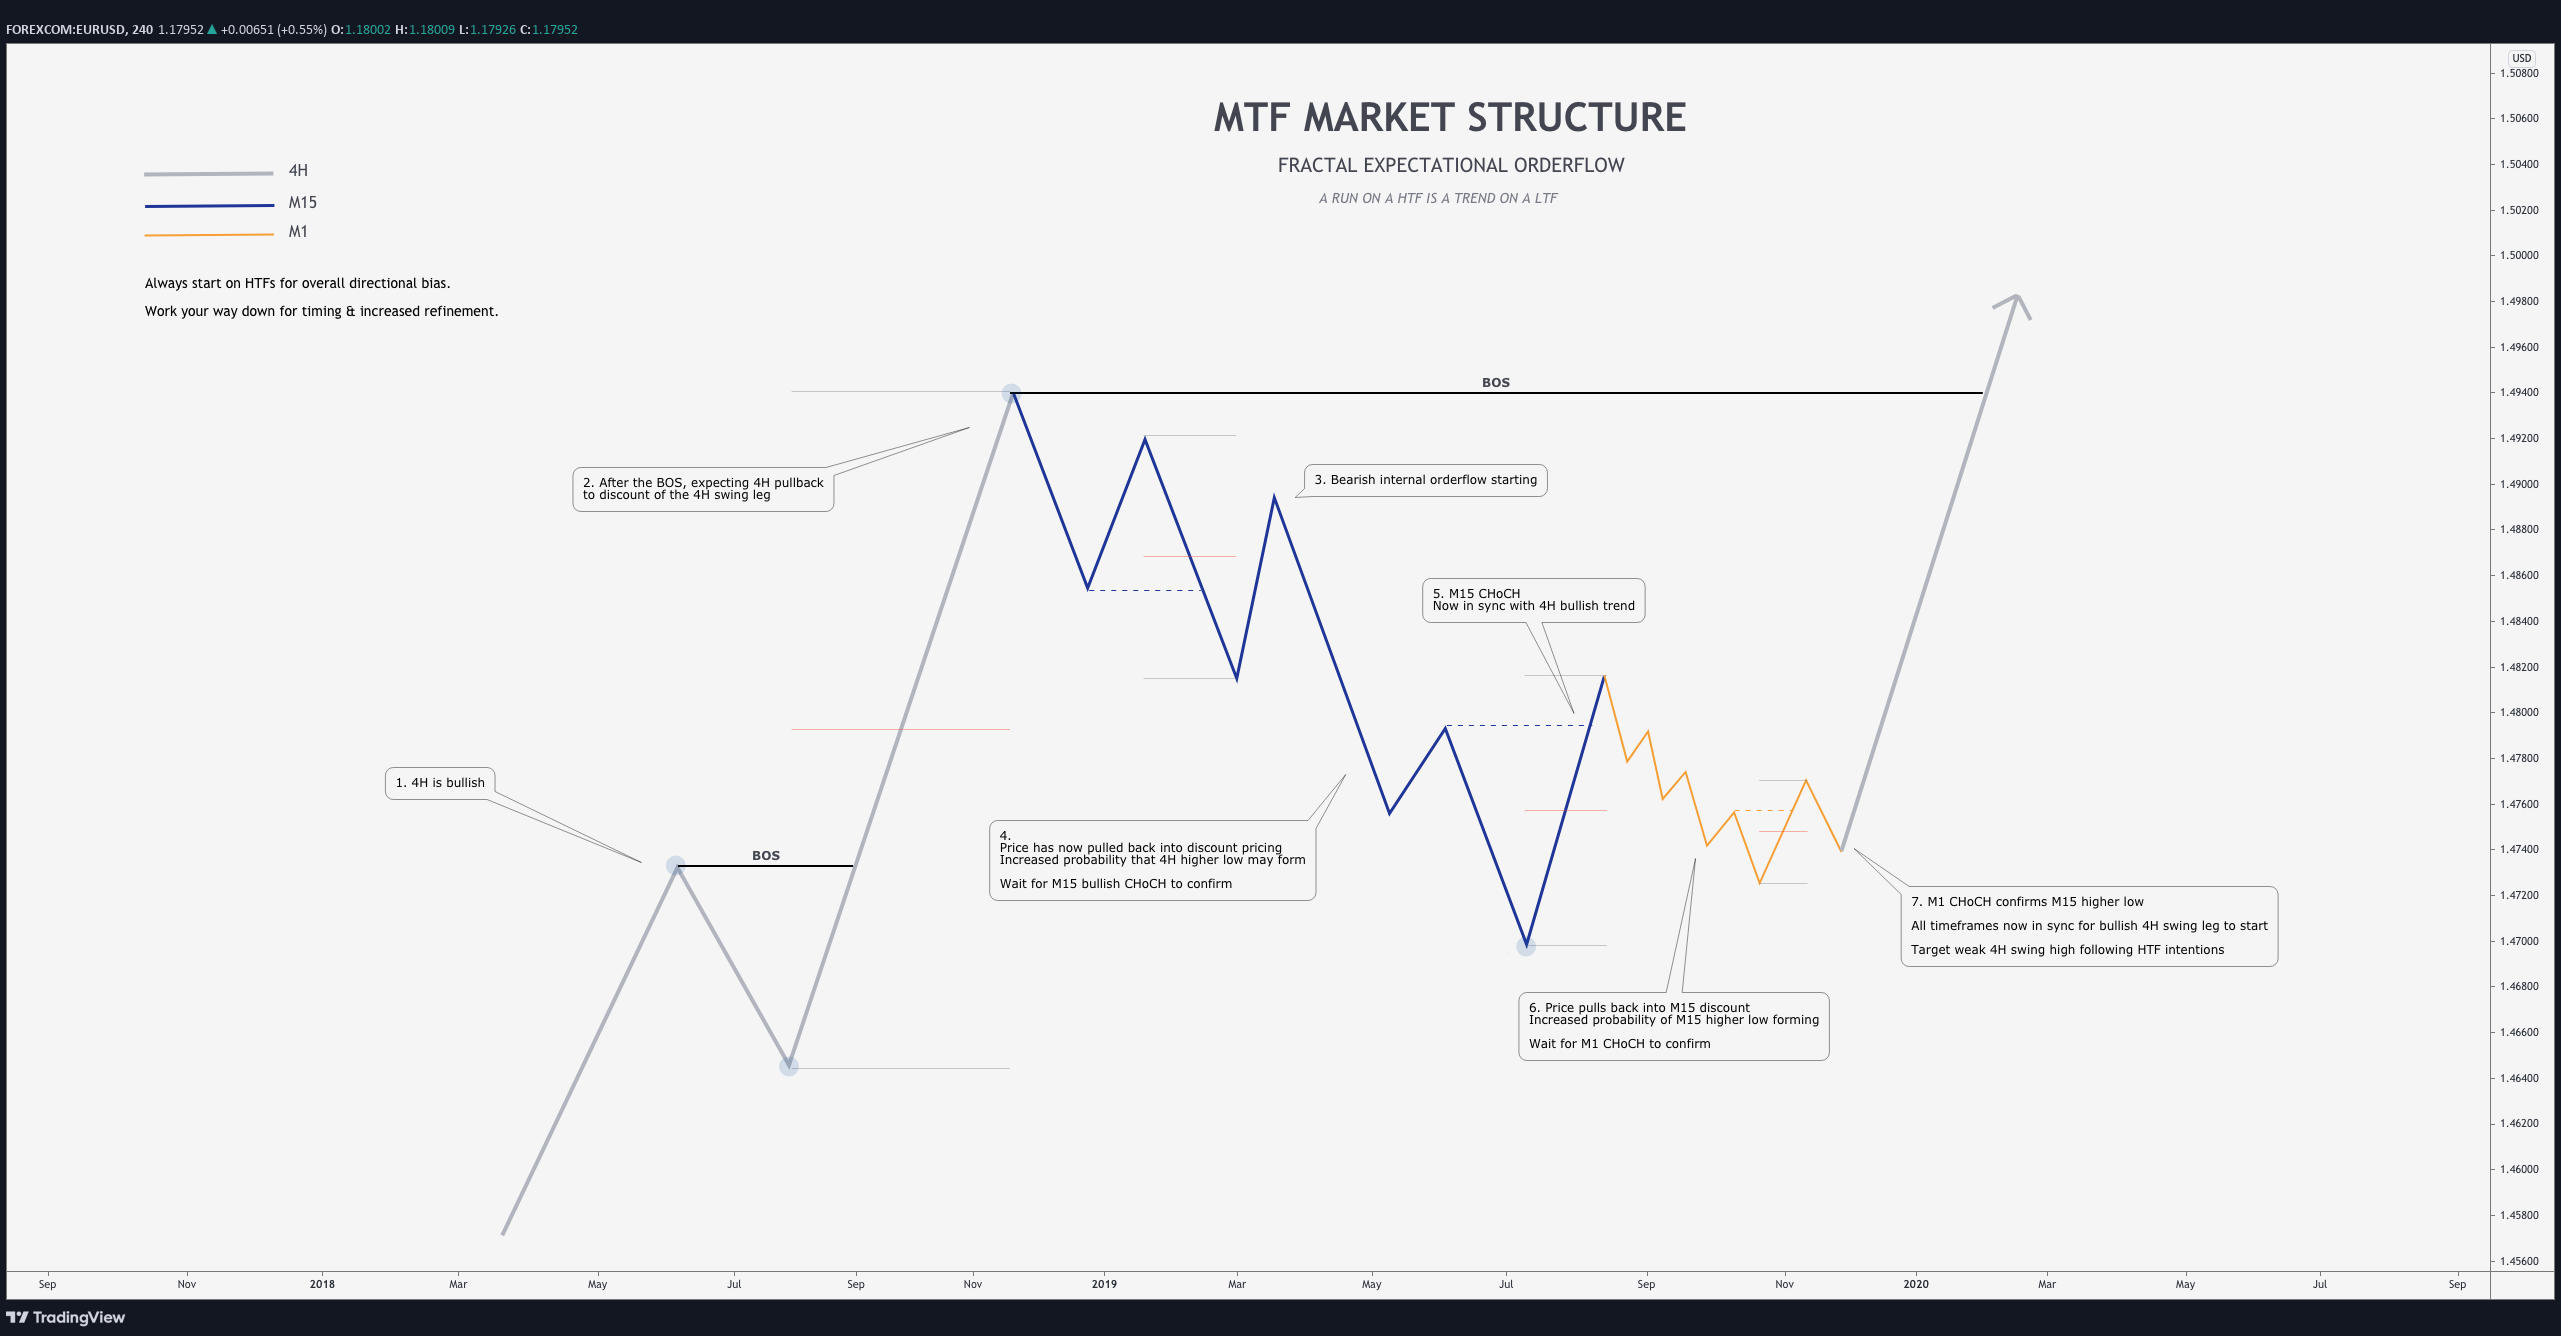 FOREXCOM:EURUSD, 240 1.17952 ▲ +0.00651 (+0.55%) O:1.18002 H:1.18009 L:1.17926 C:1.17952
MTF MARKET STRUCTURE
FRACTAL EXPECTATIONAL ORDERFLOW
A RUN ON A HTF IS A TREND ON A LTF
4H
M15
M1
Always start on HTFs for overall directional bias.
Work your way down for timing & increased refinement.
BOS
2. After the BOS, expecting 4H pullback
to discount of the 4H swing leg
3. Bearish internal orderflow starting
5. M15 CHoCH
Now in sync with 4H bullish trend
1. 4H is bullish
BOS
4.
Price has now pulled back into discount pricing
Increased probability that 4H higher low may form
Wait for M15 bullish CHoCH to confirm
7. M1 CHoCH confirms M15 higher low
All timeframes now in sync for bullish 4H swing leg to start
Target weak 4H swing high following HTF intentions
6. Price pulls back into M15 discount
Increased probability of M15 higher low forming
Wait for M1 CHoCH to confirm
USD
1.50800
1.50600
1.50400
1.50200
1.50000
1.49800
1.49600
1.49400
1.49200
1.49000
1.48800
1.48600
1.48400
1.48200
1.48000
1.47800
1.47600
1.47400
1.47200
1.47000
1.46800
1.46600
1.46400
1.46200
1.46000
1.45800
1.45600
Sep Nov 2018 Mar May Jul Sep Nov 2019 Mar May Jul Sep Nov 2020 Mar May Jul Sep
TradingView